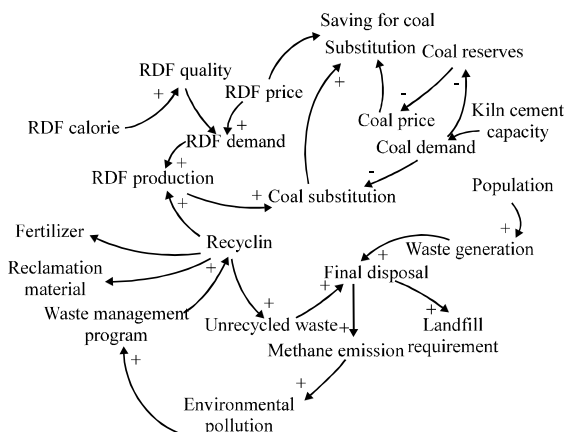 Saving for coal
Substitution
Coal reserves
RDF quality
+
RDF price
+
-
-
Kiln cement
capacity
Coal price
RDF calorie
+
RDF demand
Coal demand
+
RDF production
-
+
+
Coal substitution
Population
Fertilizer
Recyclin
+
Waste generation
+
Reclamation
material
+
Final disposal
Waste management
program
+
Unrecycled waste
+
+
+
Landfill
requirement
Methane emission
+
+
Environmental
pollution